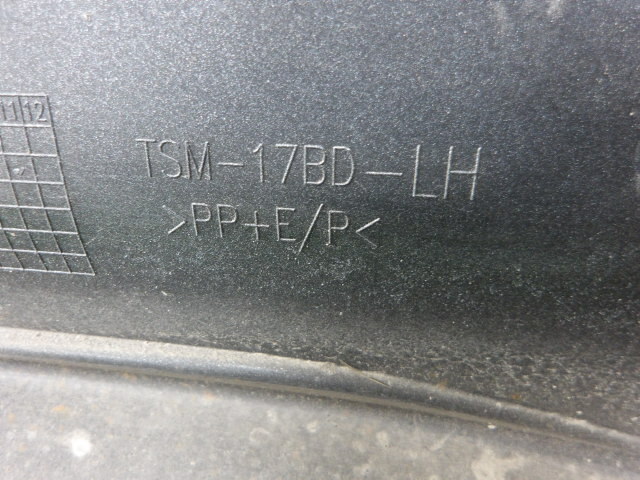 11 12
TSM-17BD-LH
>PP+E/P<